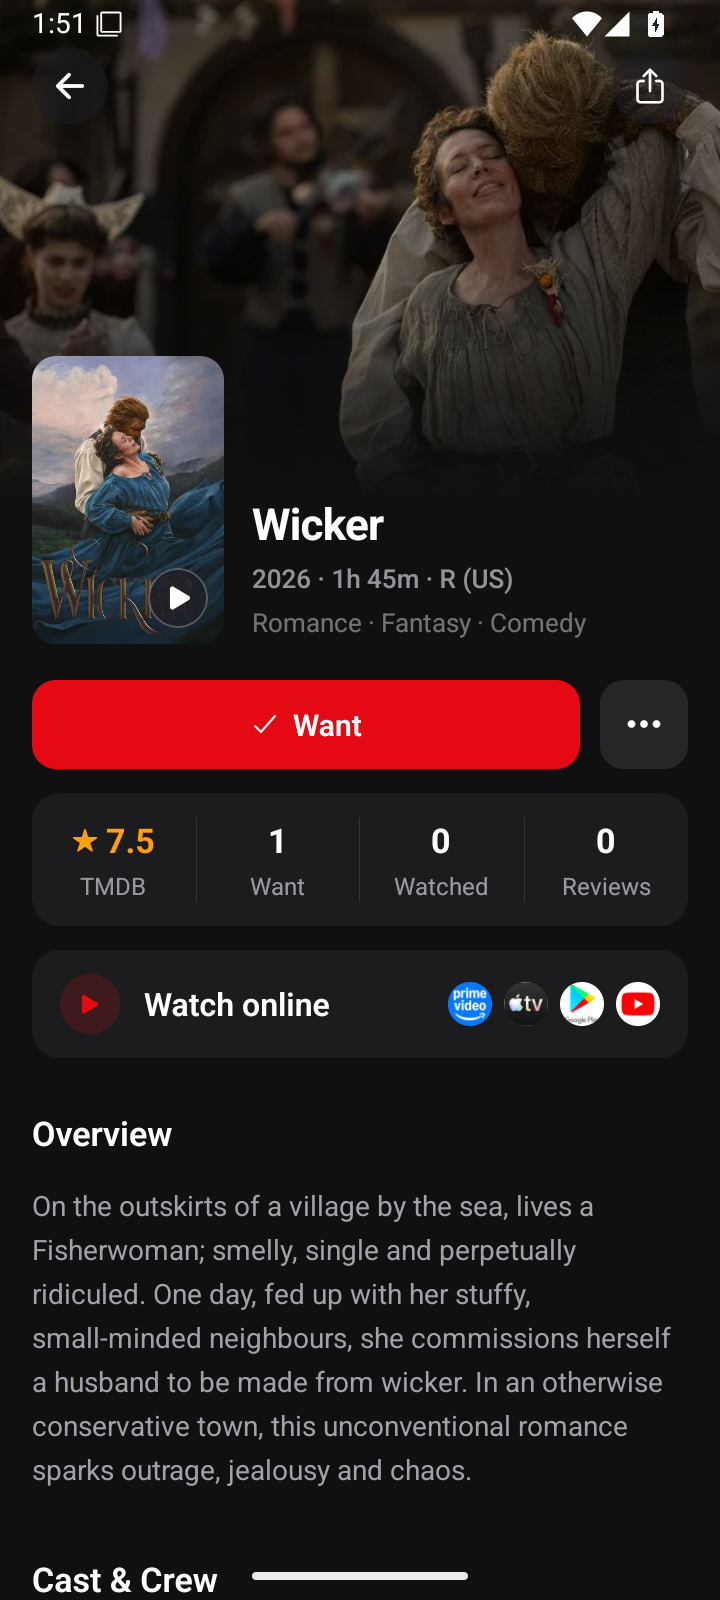 1:51
Wicker
2026 · 1h 45m · R (US)
Romance · Fantasy · Comedy
Want
★ 7.5
TMDB
1
Want
0
Watched
0
Reviews
Watch online
prime video
tv
Overview
On the outskirts of a village by the sea, lives a
Fisherwoman; smelly, single and perpetually
ridiculed. One day, fed up with her stuffy,
small-minded neighbours, she commissions herself
a husband to be made from wicker. In an otherwise
conservative town, this unconventional romance
sparks outrage, jealousy and chaos.
Cast & Crew